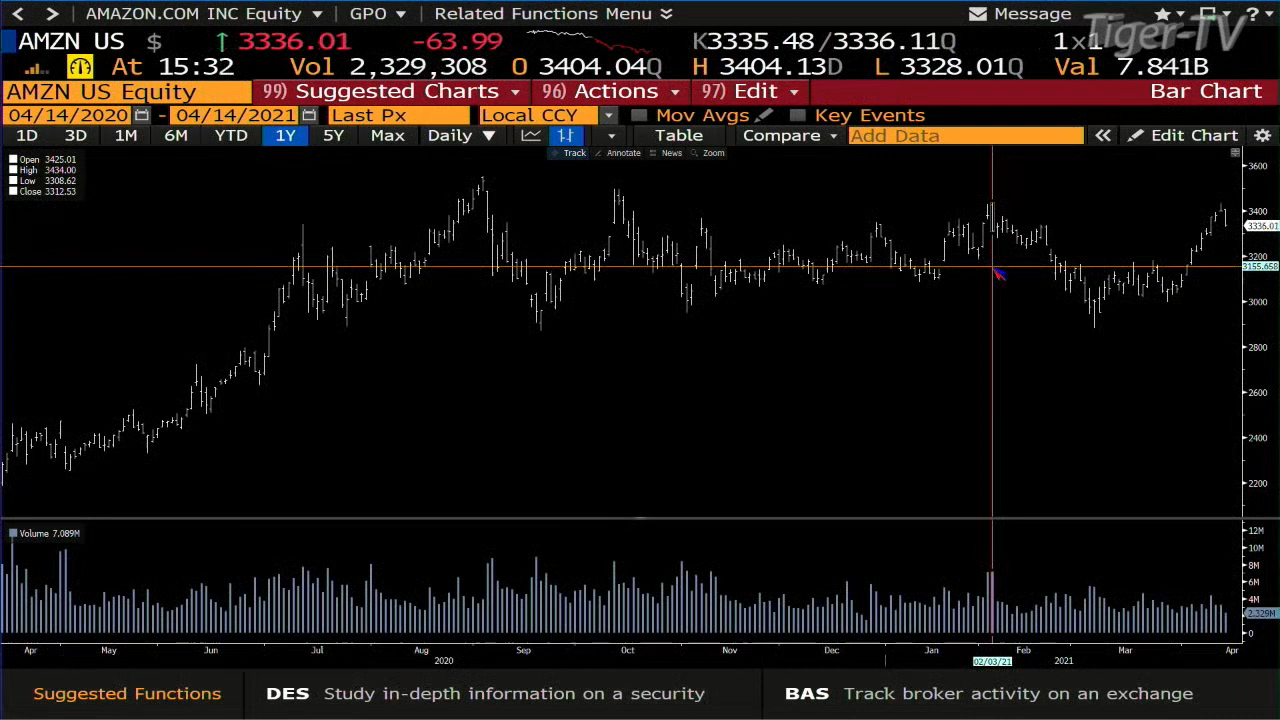 AMAZON.COM INC Equity GPO Related Functions Menu Message ?
Tiger-TV
AMZN US $ ↑ 3336.01 -63.99 K3335.48/3336.11Q 1x1
At 15:32 Vol 2,329,308 O 3404.04Q H 3404.13D L 3328.01Q Val 7.841B
AMZN US Equity 99) Suggested Charts 96) Actions 97) Edit Bar Chart
04/14/2020 - 04/14/2021 Last Px Local CCY Mov Avgs Key Events
1D 3D 1M 6M YTD 1Y 5Y Max Daily ▼ Table Compare Add Data « Edit Chart
Track Annotate News Zoom
Open 3425.01
High 3434.00
Low 3308.62
Close 3312.53
3600
3400
3336.01
3200
3155.658
3000
2800
2600
2400
2200
Volume 7.089M
12M
10M
8M
6M
4M
2.329M
0
Apr May Jun Jul Aug Sep Oct Nov Dec Jan Feb Mar Apr
2020 02/03/21 2021
Suggested Functions DES Study in-depth information on a security BAS Track broker activity on an exchange